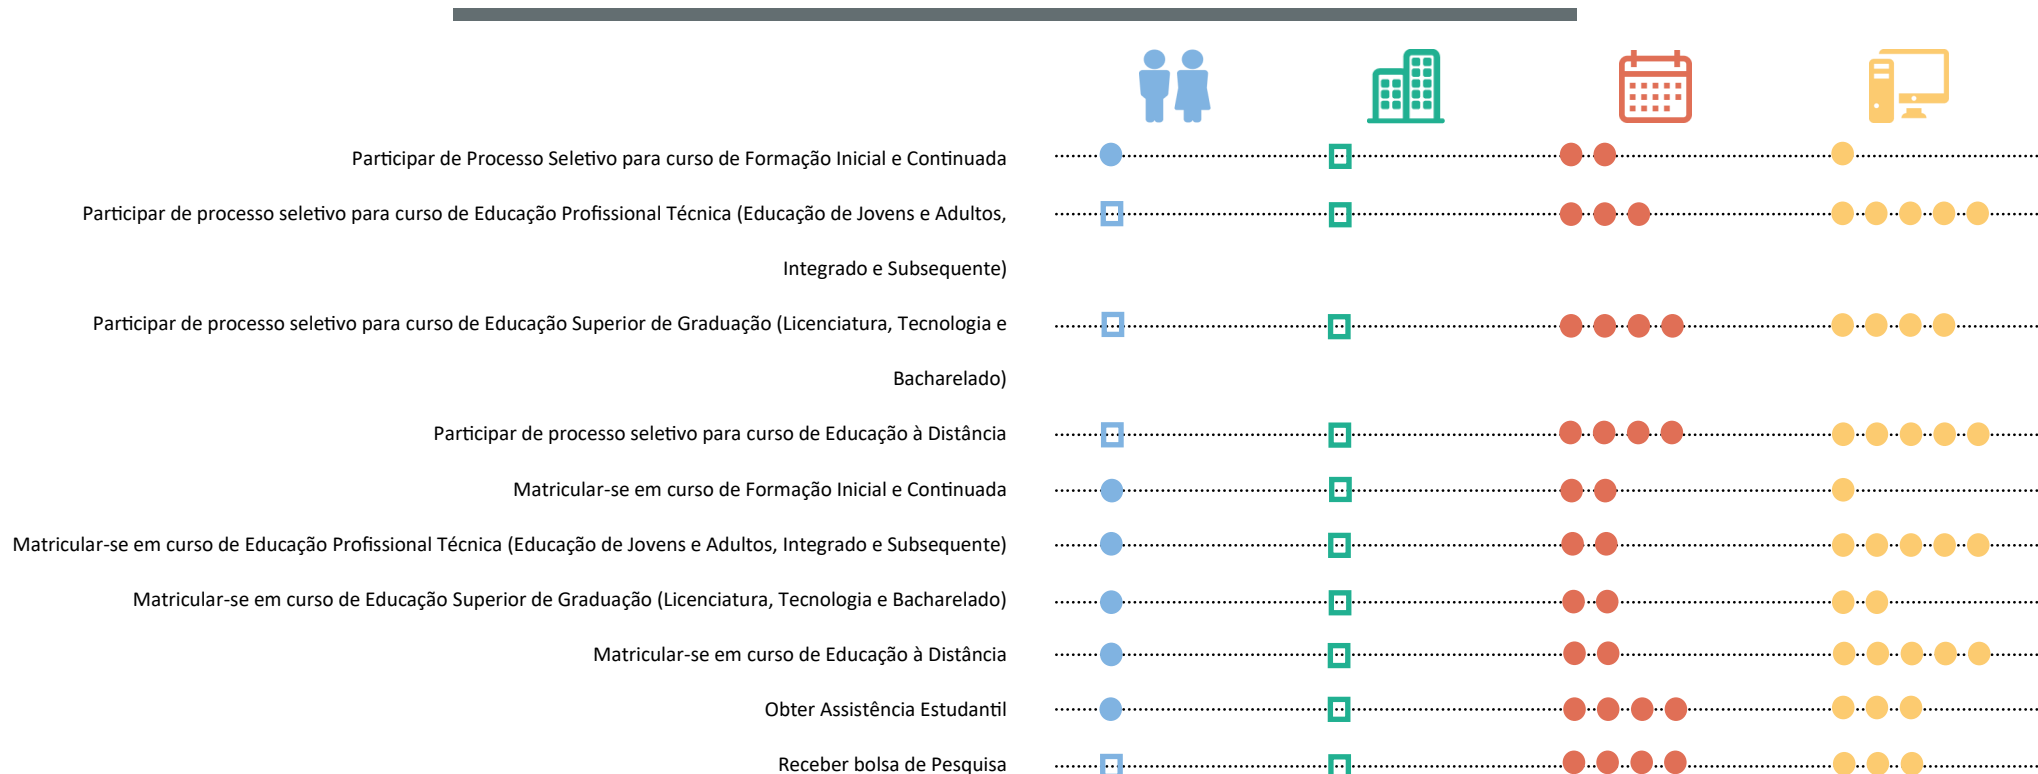 Participar de Processo Seletivo para curso de Formação Inicial e Continuada
Participar de processo seletivo para curso de Educação Profissional Técnica (Educação de Jovens e Adultos,
Integrado e Subsequente)
Participar de processo seletivo para curso de Educação Superior de Graduação (Licenciatura, Tecnologia e
Bacharelado)
Participar de processo seletivo para curso de Educação à Distância
Matricular-se em curso de Formação Inicial e Continuada
Matricular-se em curso de Educação Profissional Técnica (Educação de Jovens e Adultos, Integrado e Subsequente)
Matricular-se em curso de Educação Superior de Graduação (Licenciatura, Tecnologia e Bacharelado)
Matricular-se em curso de Educação à Distância
Obter Assistência Estudantil
Receber bolsa de Pesquisa